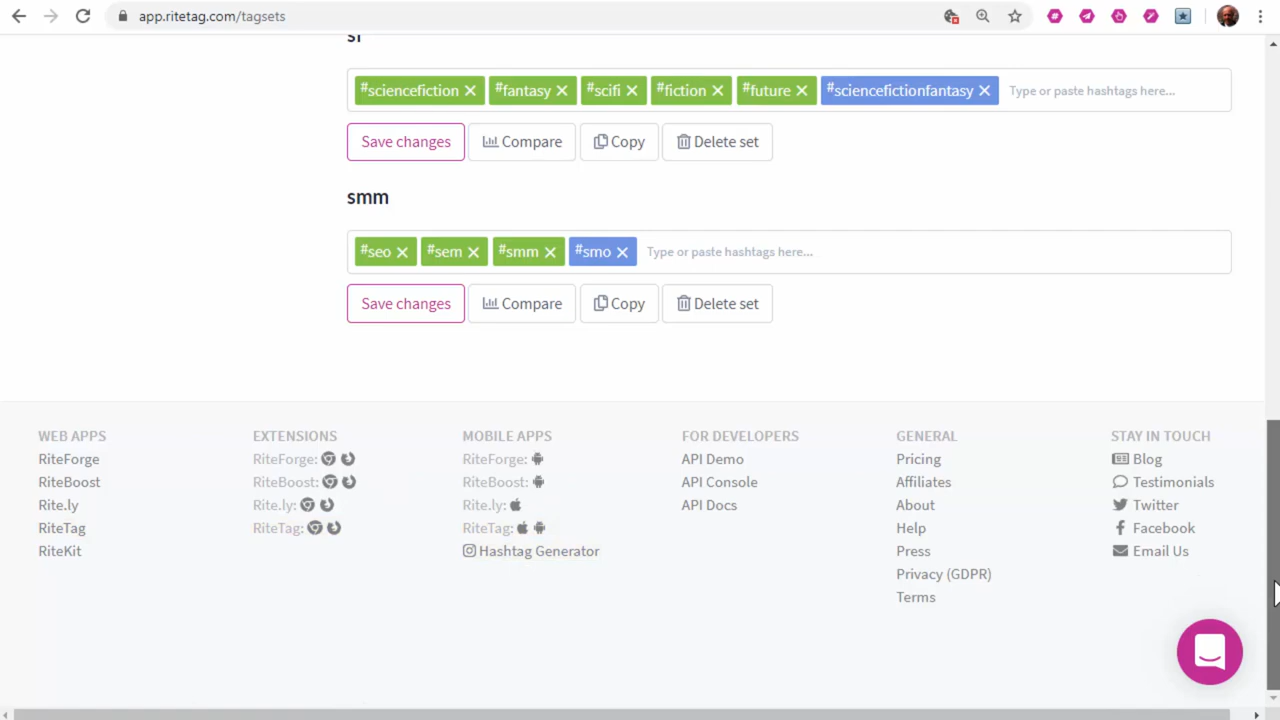 app.ritetag.com/tagsets
sf
#sciencefiction #fantasy #scifi #fiction #future #sciencefictionfantasy Type or paste hashtags here...
Save changes Compare Copy Delete set
smm
#seo #sem #smm #smo Type or paste hashtags here...
Save changes Compare Copy Delete set
WEB APPS EXTENSIONS MOBILE APPS FOR DEVELOPERS GENERAL STAY IN TOUCH
RiteForge RiteForge: RiteForge: API Demo Pricing Blog
RiteBoost RiteBoost: RiteBoost: API Console Affiliates Testimonials
Rite.ly Rite.ly: Rite.ly: API Docs About Twitter
RiteTag RiteTag: RiteTag: Help Facebook
RiteKit Hashtag Generator Press Email Us
Privacy (GDPR)
Terms